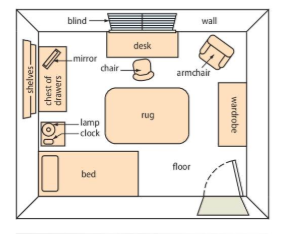 blind
wall
desk
mirror
chair
armchair
shelves
chest of
drawers
wardrobe
rug
lamp
clock
bed
floor